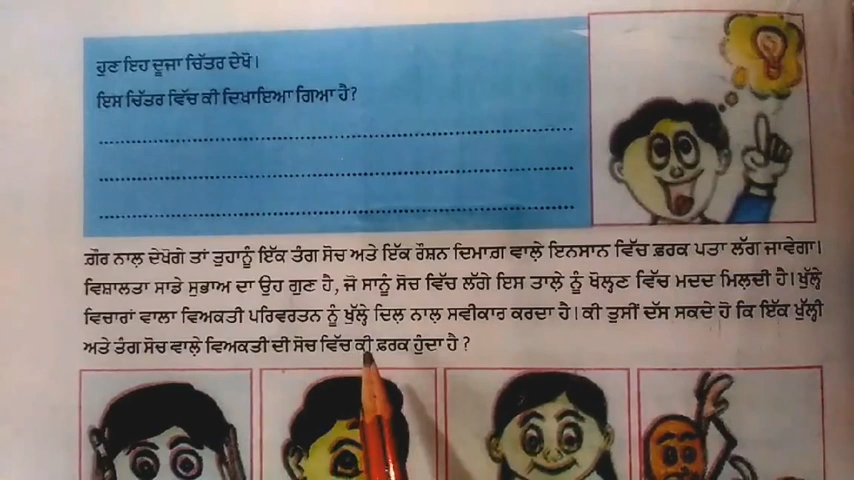 ਹੁਣ ਇਹ ਦੂਜਾ ਚਿੱਤਰ ਦੇਖੋ।
ਇਸ ਚਿੱਤਰ ਵਿੱਚ ਕੀ ਦਿਖਾਇਆ ਗਿਆ ਹੈ?
ਗ਼ੌਰ ਨਾਲ਼ ਦੇਖੋਗੇ ਤਾਂ ਤੁਹਾਨੂੰ ਇੱਕ ਤੰਗ ਸੋਚ ਅਤੇ ਇੱਕ ਰੌਸ਼ਨ ਦਿਮਾਗ਼ ਵਾਲ਼ੇ ਇਨਸਾਨ ਵਿੱਚ ਫ਼ਰਕ ਪਤਾ ਲੱਗ ਜਾਵੇਗਾ।
ਵਿਸ਼ਾਲਤਾ ਸਾਡੇ ਸੁਭਾਅ ਦਾ ਉਹ ਗੁਣ ਹੈ, ਜੋ ਸਾਨੂੰ ਸੋਚ ਵਿੱਚ ਲੱਗੇ ਇਸ ਤਾਲੇ ਨੂੰ ਖੋਲ੍ਹਣ ਵਿੱਚ ਮਦਦ ਮਿਲ਼ਦੀ ਹੈ। ਖੁੱਲ੍ਹੇ
ਵਿਚਾਰਾਂ ਵਾਲਾ ਵਿਅਕਤੀ ਪਰਿਵਰਤਨ ਨੂੰ ਖੁੱਲ੍ਹੇ ਦਿਲ ਨਾਲ਼ ਸਵੀਕਾਰ ਕਰਦਾ ਹੈ। ਕੀ ਤੁਸੀਂ ਦੱਸ ਸਕਦੇ ਹੋ ਕਿ ਇੱਕ ਖੁੱਲ੍ਹੀ
ਅਤੇ ਤੰਗ ਸੋਚ ਵਾਲ਼ੇ ਵਿਅਕਤੀ ਦੀ ਸੋਚ ਵਿੱਚ ਕੀ ਫ਼ਰਕ ਹੁੰਦਾ ਹੈ ?